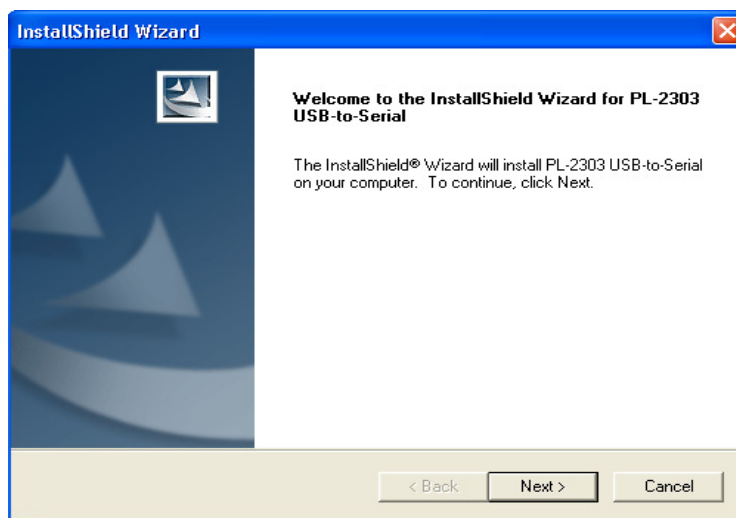 InstallShield Wizard
Welcome to the InstallShield Wizard for PL-2303
USB-to-Serial
The InstallShield® Wizard will install PL-2303 USB-to-Serial
on your computer.  To continue, click Next.
< Back
Next >
Cancel